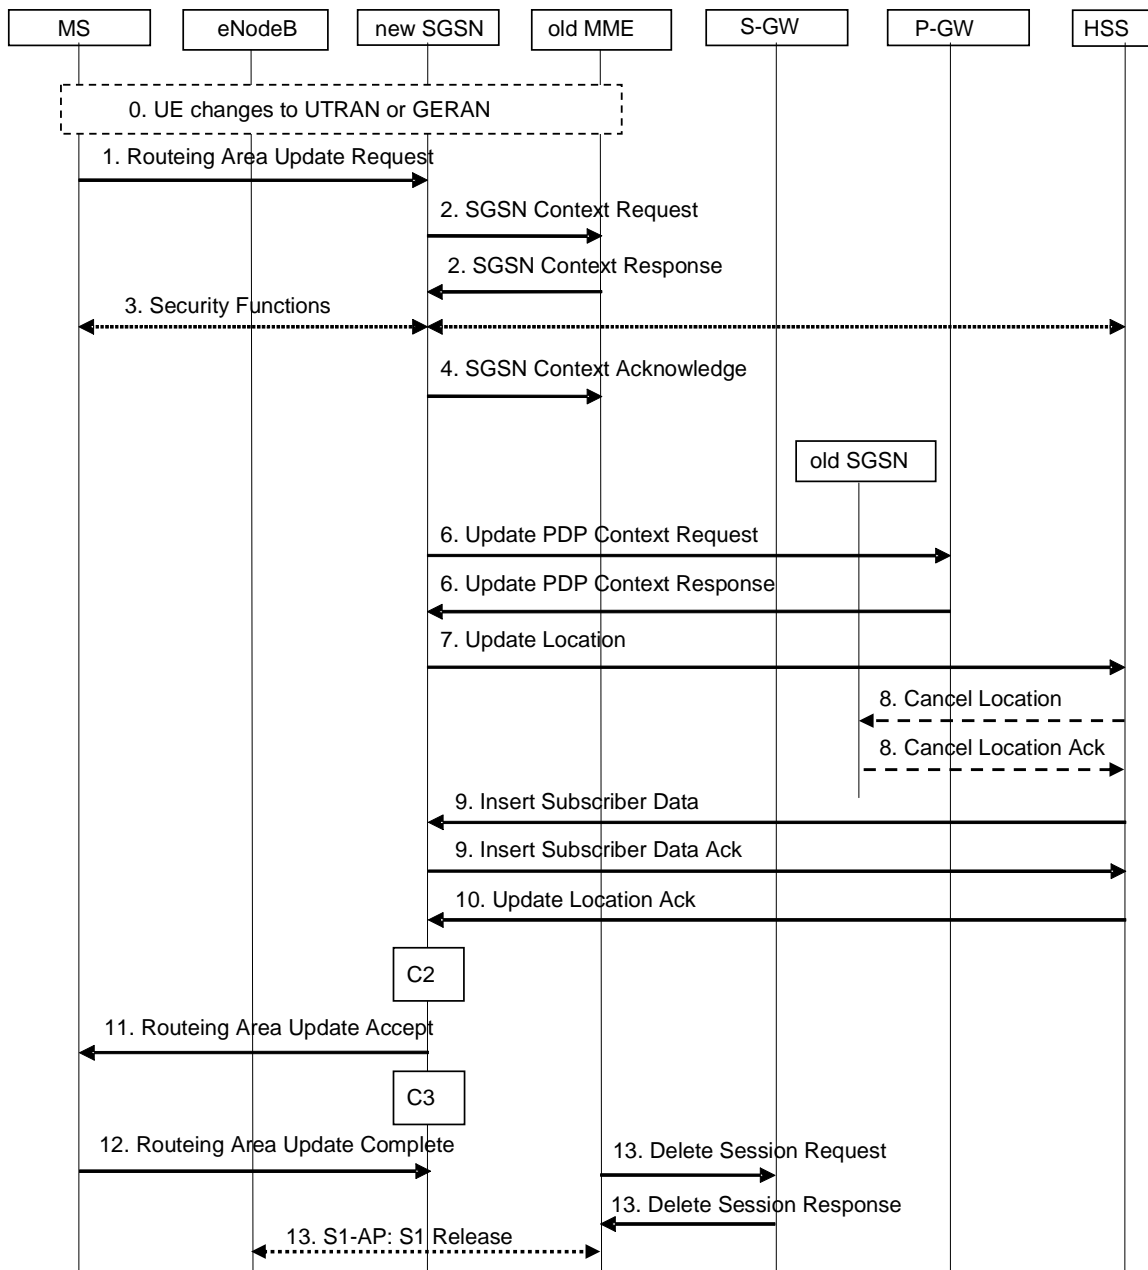 MS
eNodeB
new SGSN
old MME
S-GW
P-GW
HSS
0. UE changes to UTRAN or GERAN
1. Routeing Area Update Request
2. SGSN Context Request
2. SGSN Context Response
3. Security Functions
4. SGSN Context Acknowledge
old SGSN
6. Update PDP Context Request
6. Update PDP Context Response
7. Update Location
8. Cancel Location
8. Cancel Location Ack
9. Insert Subscriber Data
9. Insert Subscriber Data Ack
10. Update Location Ack
C2
11. Routeing Area Update Accept
C3
12. Routeing Area Update Complete
13. Delete Session Request
13. Delete Session Response
13. S1-AP: S1 Release